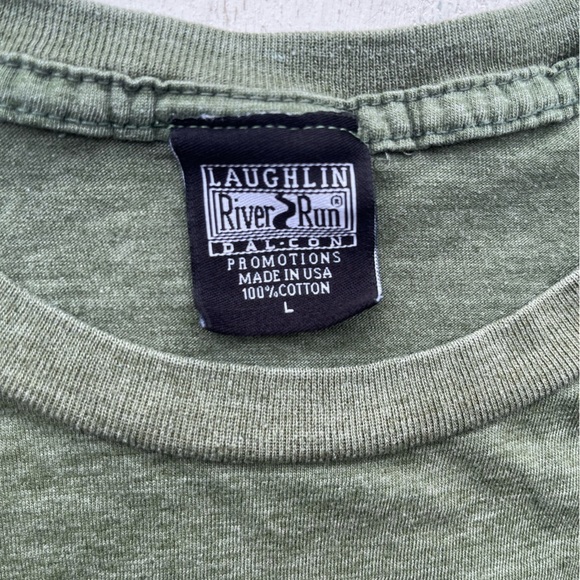 LAUGHLIN
River Run®
DAL-CON
PROMOTIONS
MADE IN USA
100% COTTON
L